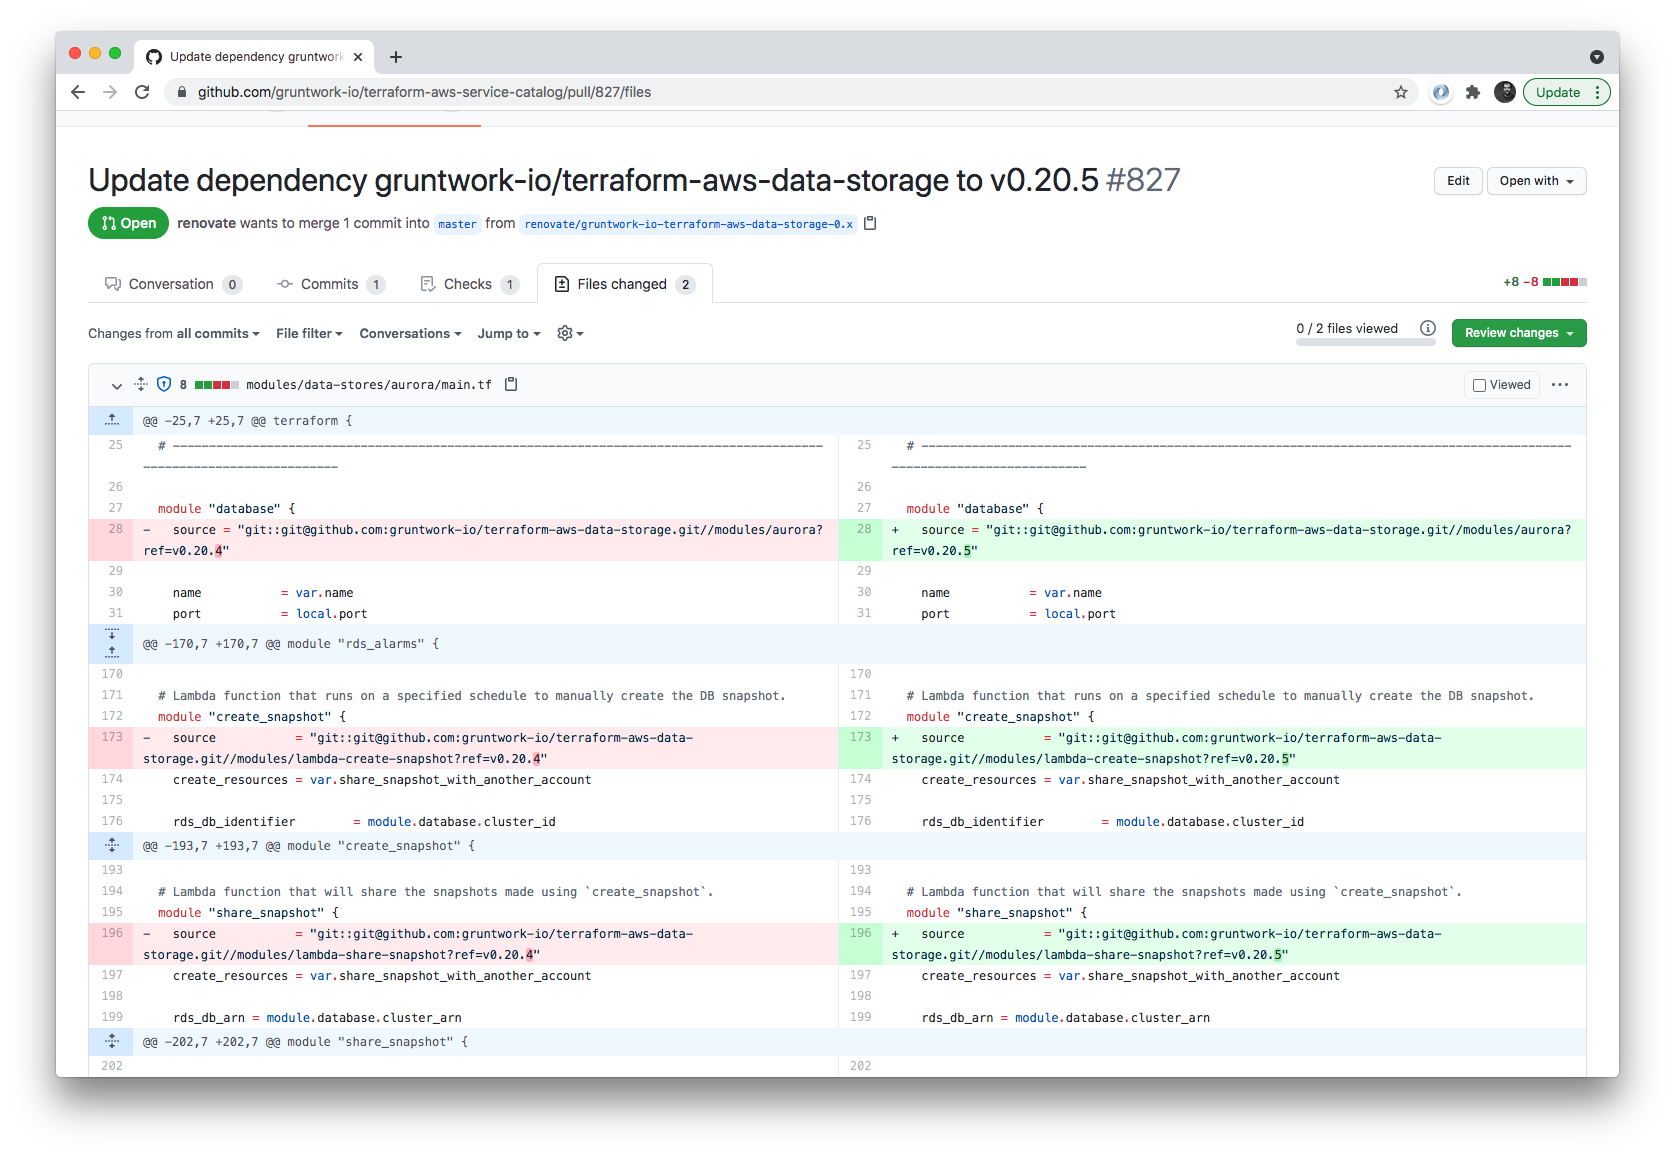 Update dependency gruntwork
github.com/gruntwork-io/terraform-aws-service-catalog/pull/827/files
Update
Update dependency gruntwork-io/terraform-aws-data-storage to v0.20.5 #827
Edit
Open with
Open
renovate wants to merge 1 commit into master from renovate/gruntwork-io-terraform-aws-data-storage-0.x
Conversation 0
Commits 1
Checks 1
Files changed 2
+8 −8
Changes from all commits
File filter
Conversations
Jump to
0 / 2 files viewed
Review changes
8 modules/data-stores/aurora/main.tf
Viewed
@@ -25,7 +25,7 @@ terraform {
25 # ------------------------------------------------------------------------------------------ 25 # ------------------------------------------------------------------------------------------
--------------------------- ---------------------------
26 26
27 module "database" { 27 module "database" {
28 - source = "git::git@github.com:gruntwork-io/terraform-aws-data-storage.git//modules/aurora? 28 + source = "git::git@github.com:gruntwork-io/terraform-aws-data-storage.git//modules/aurora?
ref=v0.20.4" ref=v0.20.5"
29 29
30 name = var.name 30 name = var.name
31 port = local.port 31 port = local.port
@@ -170,7 +170,7 @@ module "rds_alarms" {
170 170
171 # Lambda function that runs on a specified schedule to manually create the DB snapshot. 171 # Lambda function that runs on a specified schedule to manually create the DB snapshot.
172 module "create_snapshot" { 172 module "create_snapshot" {
173 - source = "git::git@github.com:gruntwork-io/terraform-aws-data- 173 + source = "git::git@github.com:gruntwork-io/terraform-aws-data-
storage.git//modules/lambda-create-snapshot?ref=v0.20.4" storage.git//modules/lambda-create-snapshot?ref=v0.20.5"
174 create_resources = var.share_snapshot_with_another_account 174 create_resources = var.share_snapshot_with_another_account
175 175
176 rds_db_identifier = module.database.cluster_id 176 rds_db_identifier = module.database.cluster_id
@@ -193,7 +193,7 @@ module "create_snapshot" {
193 193
194 # Lambda function that will share the snapshots made using `create_snapshot`. 194 # Lambda function that will share the snapshots made using `create_snapshot`.
195 module "share_snapshot" { 195 module "share_snapshot" {
196 - source = "git::git@github.com:gruntwork-io/terraform-aws-data- 196 + source = "git::git@github.com:gruntwork-io/terraform-aws-data-
storage.git//modules/lambda-share-snapshot?ref=v0.20.4" storage.git//modules/lambda-share-snapshot?ref=v0.20.5"
197 create_resources = var.share_snapshot_with_another_account 197 create_resources = var.share_snapshot_with_another_account
198 198
199 rds_db_arn = module.database.cluster_arn 199 rds_db_arn = module.database.cluster_arn
@@ -202,7 +202,7 @@ module "share_snapshot" {
202 202